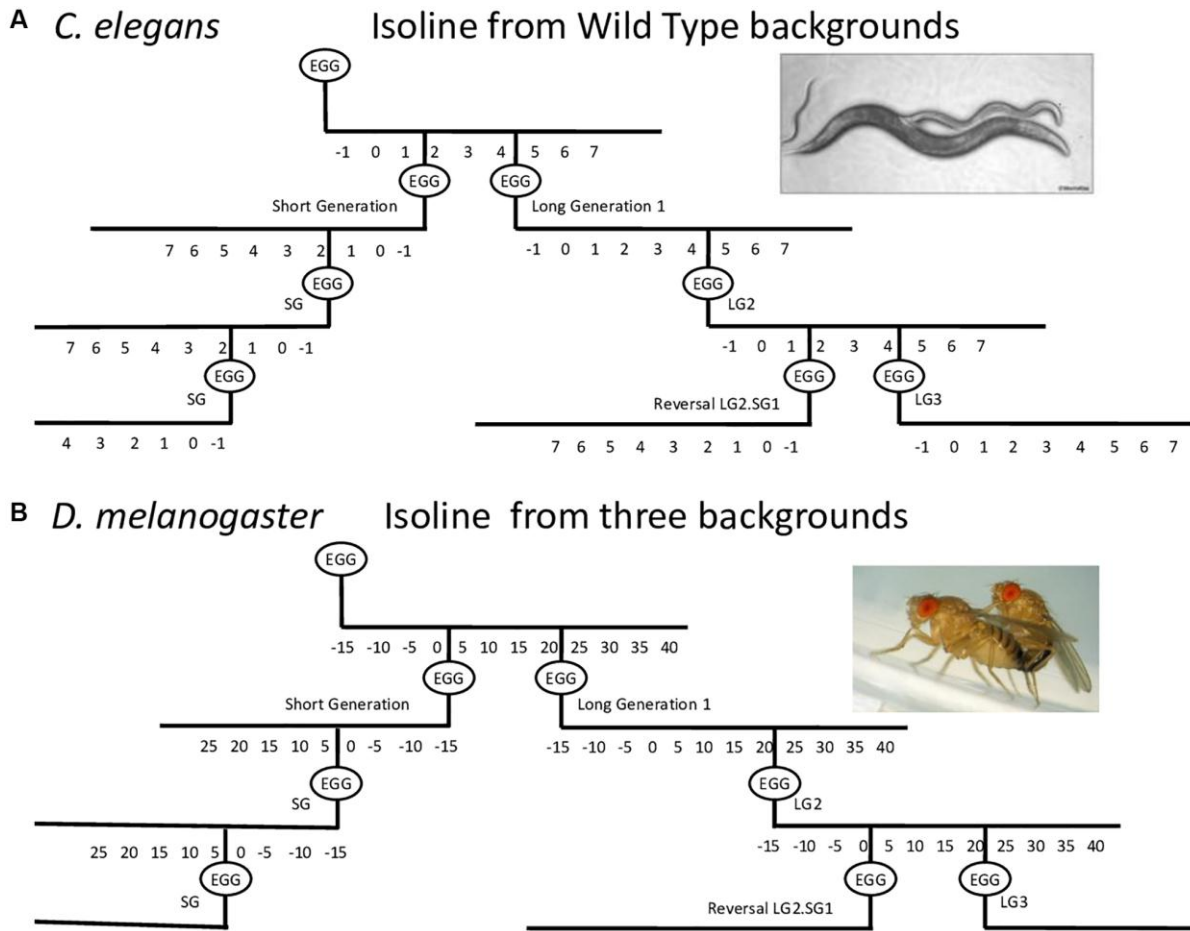 A C. elegans Isoline from Wild Type backgrounds
EGG
-1 0 1 2 3 4 5 6 7
EGG EGG
Short Generation Long Generation 1
7 6 5 4 3 2 1 0 -1 -1 0 1 2 3 4 5 6 7
EGG EGG
SG LG2
7 6 5 4 3 2 1 0 -1 -1 0 1 2 3 4 5 6 7
EGG EGG EGG
SG Reversal LG2.SG1 LG3
4 3 2 1 0 -1 7 6 5 4 3 2 1 0 -1 -1 0 1 2 3 4 5 6 7
B D. melanogaster Isoline from three backgrounds
EGG
-15 -10 -5 0 5 10 15 20 25 30 35 40
EGG EGG
Short Generation Long Generation 1
25 20 15 10 5 0 -5 -10 -15 -15 -10 -5 0 5 10 15 20 25 30 35 40
EGG EGG
SG LG2
25 20 15 10 5 0 -5 -10 -15 -15 -10 -5 0 5 10 15 20 25 30 35 40
EGG EGG EGG
SG Reversal LG2.SG1 LG3